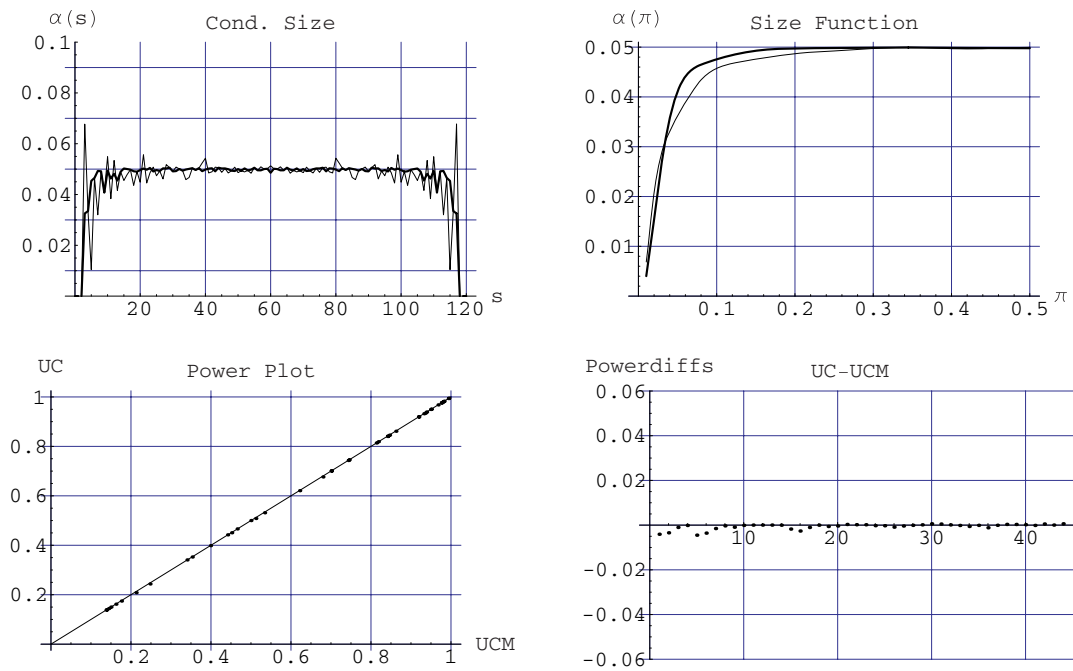 α(s)
Cond. Size
0.1
0.08
0.06
0.04
0.02
20 40 60 80 100 120 s
α(π)
Size Function
0.05
0.04
0.03
0.02
0.01
0.1 0.2 0.3 0.4 0.5 π
UC
Power Plot
1
0.8
0.6
0.4
0.2
0.2 0.4 0.6 0.8 1 UCM
Powerdiffs
UC-UCM
0.06
0.04
0.02
10 20 30 40
-0.02
-0.04
-0.06